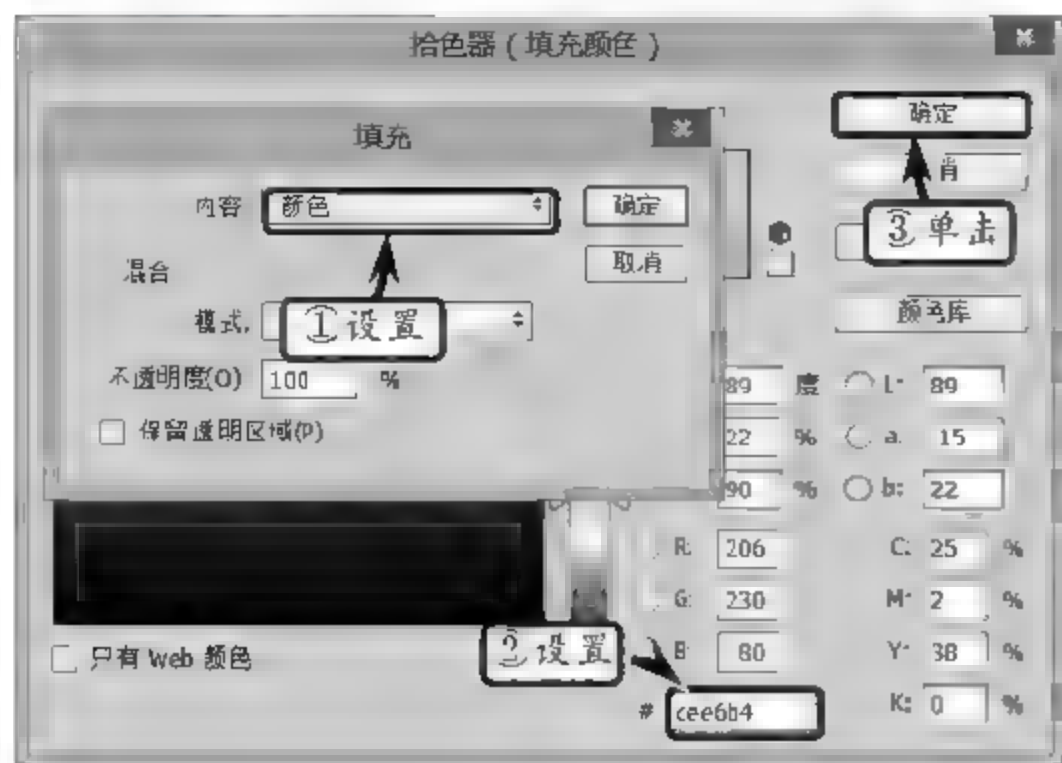 拾色器(填充颜色)
填充
确定
内容 颜色 确定
肖
③单击
混合 取消
模式: ①设置
颜色库
不透明度(O) 100 %
保留透明区域(P)
89 度 L: 89
22 % a: 15
90 % b: 22
R: 206 C: 25 %
G: 230 M: 2 %
②设置 B: 80 Y: 38 %
只有 Web 颜色
# cee6b4 K: 0 %